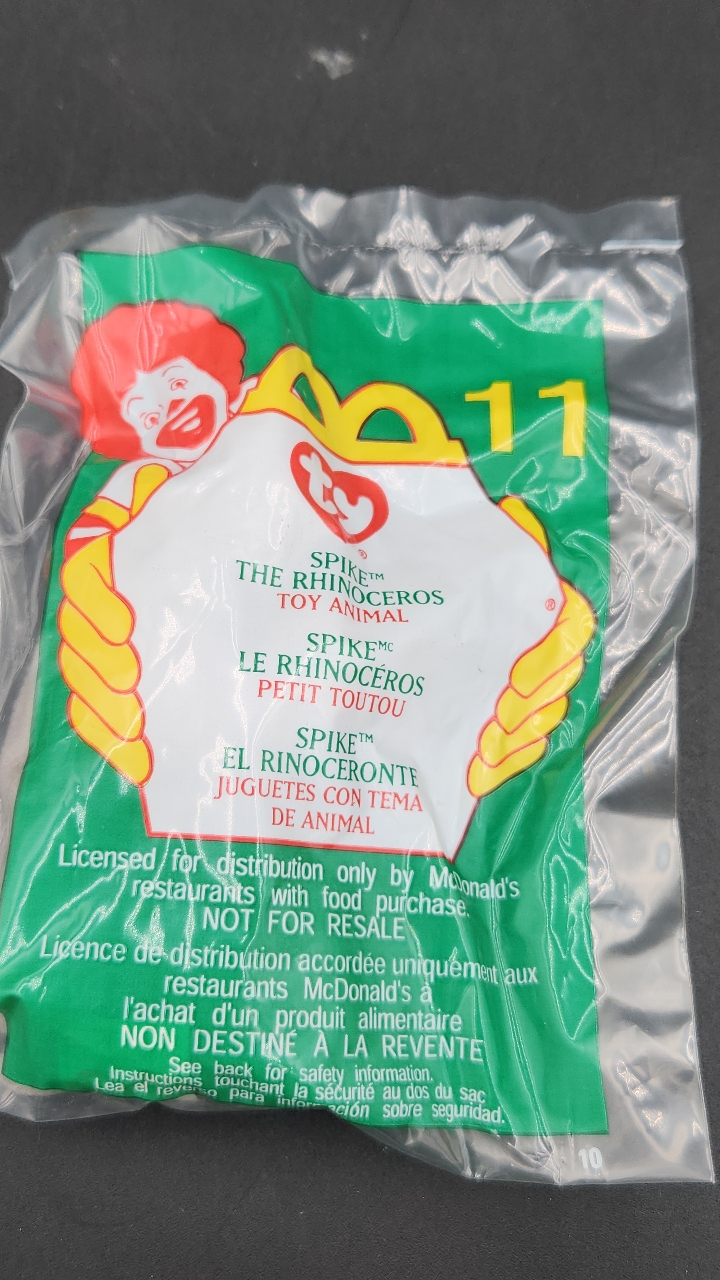 11
ty
®
SPIKE™
THE RHINOCEROS
TOY ANIMAL
®
SPIKEMC
LE RHINOCÉROS
PETIT TOUTOU
SPIKE™
EL RINOCERONTE
JUGUETES CON TEMA
DE ANIMAL
Licensed for distribution only by McDonald's
restaurants with food purchase.
NOT FOR RESALE
Licence de distribution accordée uniquement aux
restaurants McDonald's à
l'achat d'un produit alimentaire
NON DESTINÉ À LA REVENTE
See back for safety information.
Instructions touchant la sécurité au dos du sac
Lea el reverso para información sobre seguridad.
10